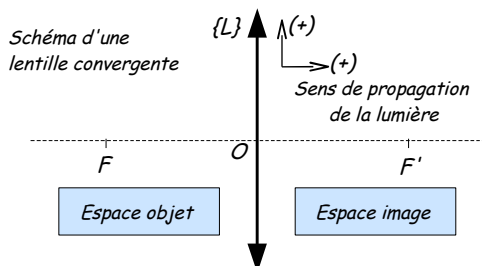 Schéma d'une
lentille convergente
{L}
(+)
(+)
Sens de propagation
de la lumière
F
O
F'
Espace objet
Espace image